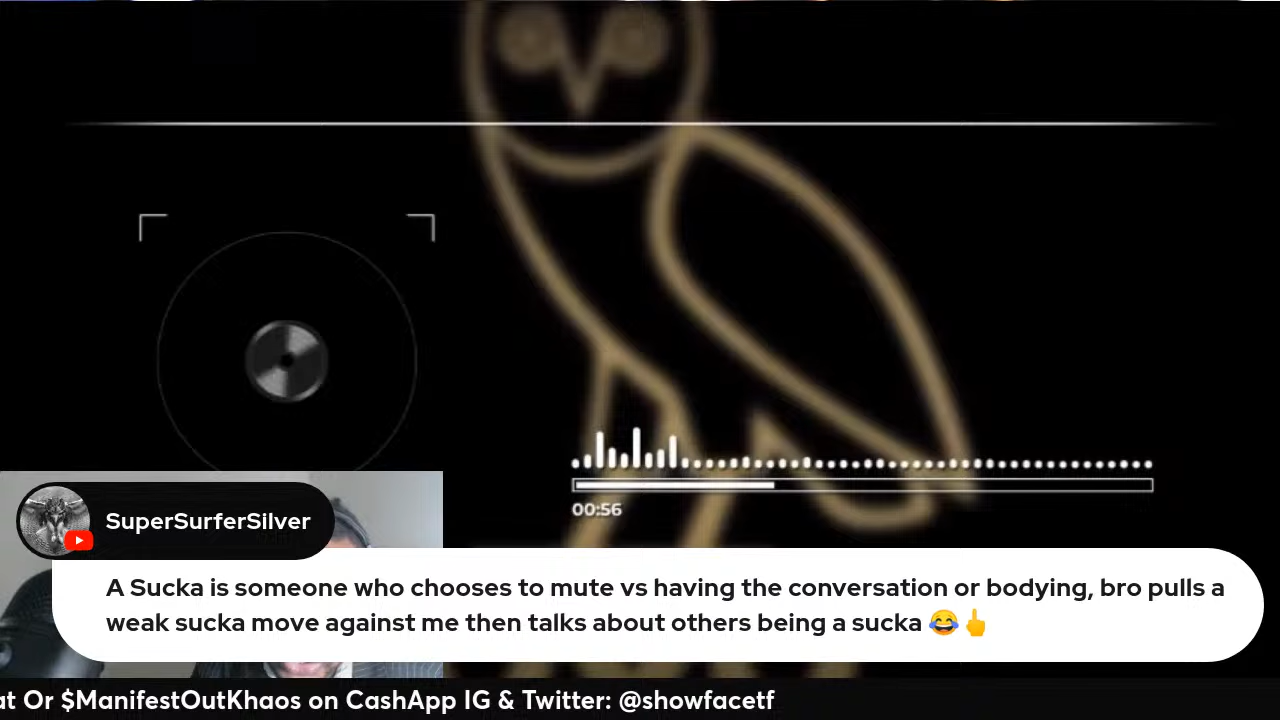 00:56
SuperSurferSilver
A Sucka is someone who chooses to mute vs having the conversation or bodying, bro pulls a
weak sucka move against me then talks about others being a sucka 😂🖕
at Or $ManifestOutKhaos on CashApp IG & Twitter: @showfacetf